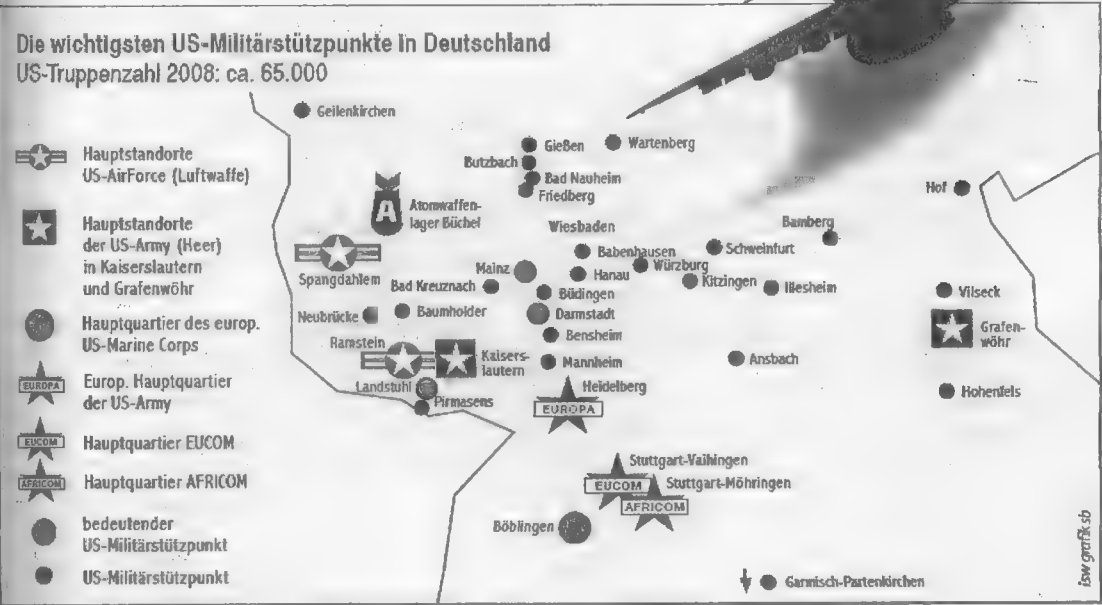 Die wichtigsten US-Militärstützpunkte in Deutschland
US-Truppenzahl 2008: ca. 65.000
Hauptstandorte
US-AirForce (Luftwaffe)
Hauptstandorte
der US-Army (Heer)
in Kaiserslautern
und Grafenwöhr
Hauptquartier des europ.
US-Marine Corps
EUROPA
Europ. Hauptquartier
der US-Army
EUCOM
Hauptquartier EUCOM
AFRICOM
Hauptquartier AFRICOM
bedeutender
US-Militärstützpunkt
US-Militärstützpunkt
Geilenkirchen
Gießen
Wartenberg
Butzbach
Bad Nauheim
Friedberg
A
Atomwaffen-
lager Büchel
Hof
Wiesbaden
Bamberg
Spangdahlem
Babenhausen
Schweinfurt
Mainz
Hanau
Würzburg
Bad Kreuznach
Büdingen
Kitzingen
Illesheim
Vilseck
Neubrücke
Baumholder
Darmstadt
Grafen-
wöhr
Ramstein
Bensheim
Kaisers-
lautern
Mannheim
Ansbach
Landstuhl
Pirmasens
Heidelberg
EUROPA
Hohenfels
Stuttgart-Vaihingen
EUCOM
Stuttgart-Möhringen
AFRICOM
Böblingen
Garmisch-Partenkirchen
isw grafik sb